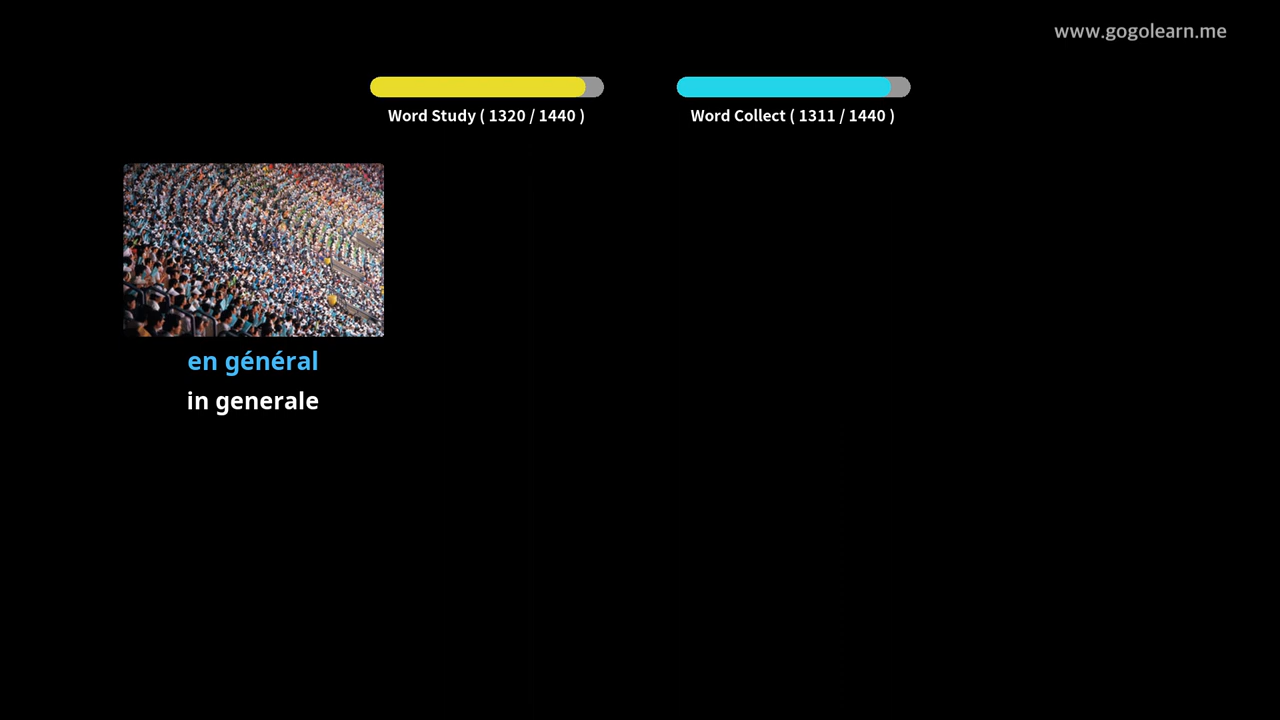 www.gogolearn.me
Word Study ( 1320 / 1440 )
Word Collect ( 1311 / 1440 )
en général
in generale